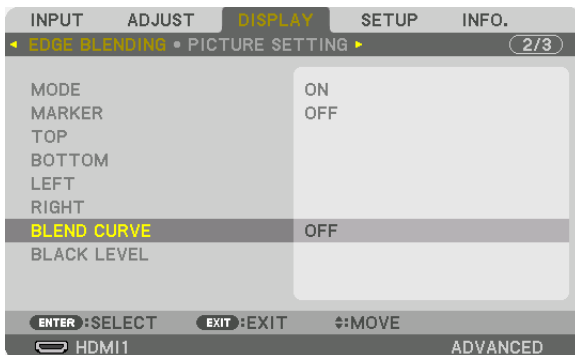 INPUT ADJUST DISPLAY SETUP INFO.
EDGE BLENDING • PICTURE SETTING 2/3
MODE ON
MARKER OFF
TOP
BOTTOM
LEFT
RIGHT
BLEND CURVE OFF
BLACK LEVEL
ENTER :SELECT EXIT :EXIT :MOVE
HDMI1 ADVANCED